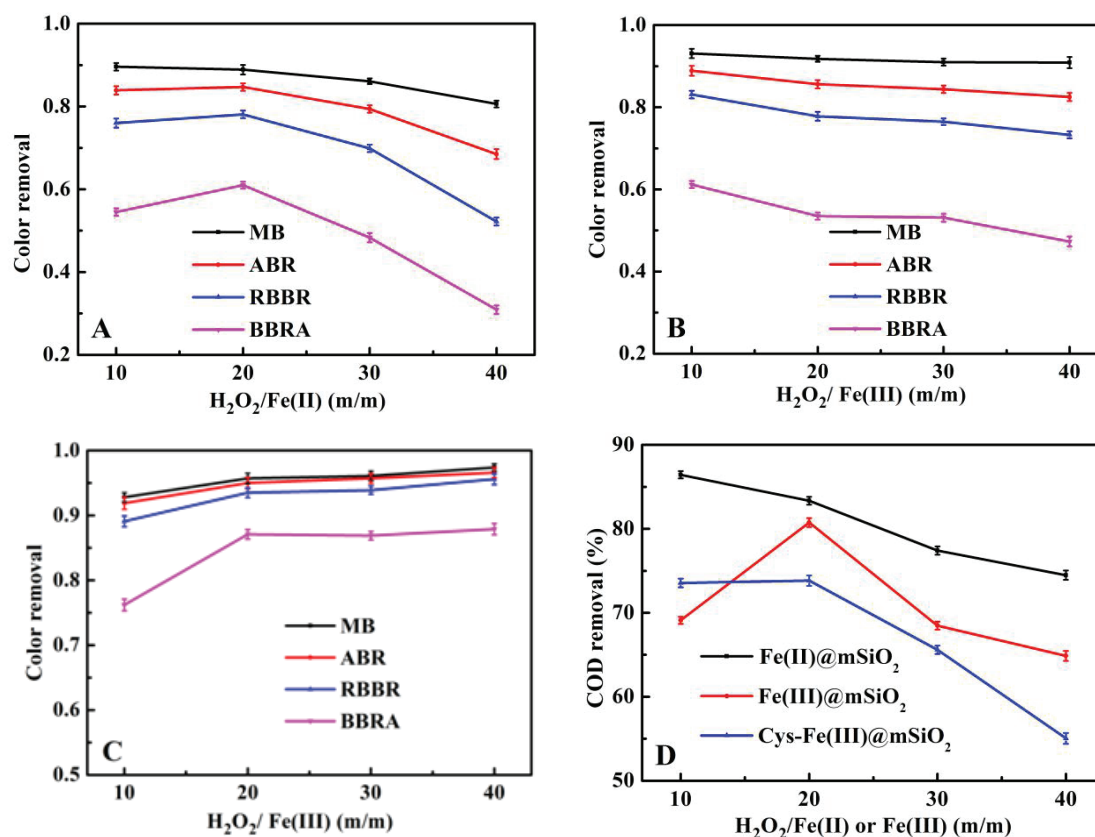 1.0
0.8
0.6
0.4
0.2
Color removal
MB
ABR
RBBR
BBRA
A
10 20 30 40
H₂O₂/Fe(II) (m/m)
1.0
0.8
0.6
0.4
0.2
Color removal
MB
ABR
RBBR
BBRA
B
10 20 30 40
H₂O₂/ Fe(III) (m/m)
1.0
0.9
0.8
0.7
0.6
0.5
Color removal
MB
ABR
RBBR
BBRA
C
10 20 30 40
H₂O₂/ Fe(III) (m/m)
90
80
70
60
50
COD removal (%)
Fe(II)@mSiO₂
Fe(III)@mSiO₂
Cys-Fe(III)@mSiO₂
D
10 20 30 40
H₂O₂/Fe(II) or Fe(III) (m/m)